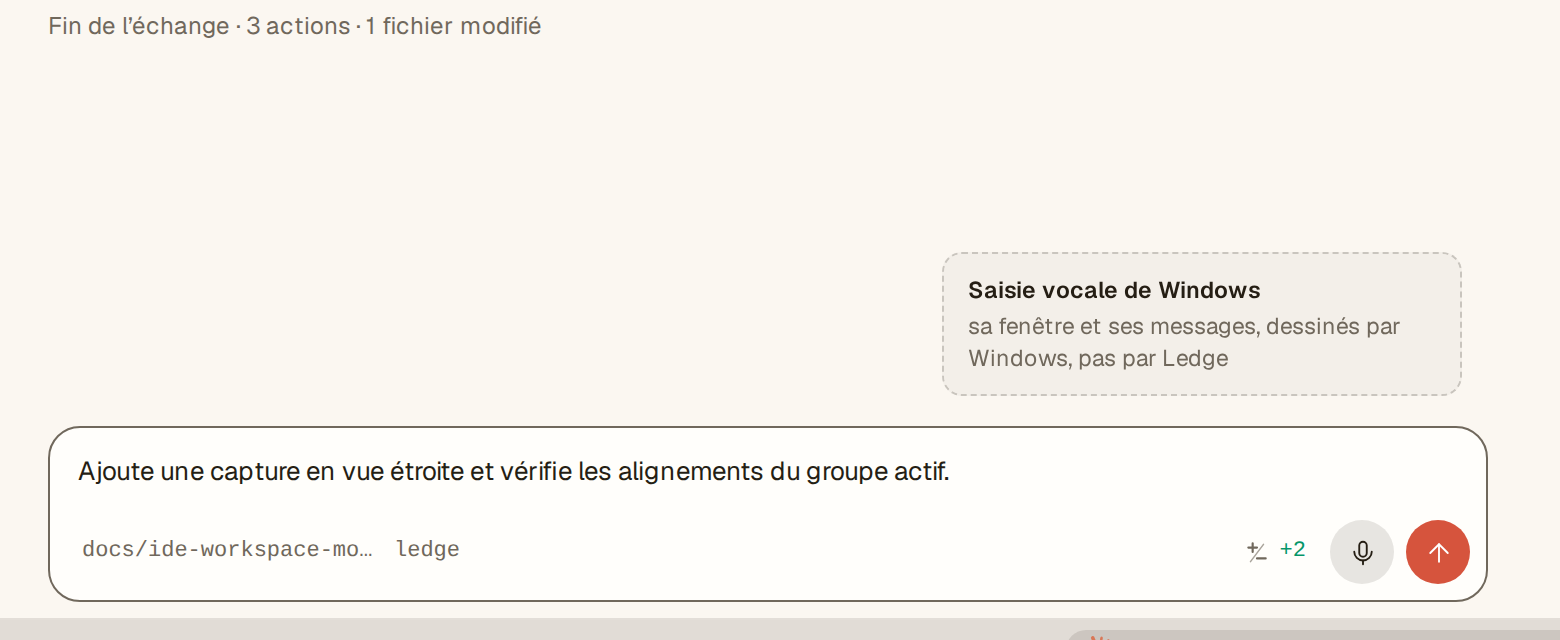 Fin de l’échange · 3 actions · 1 fichier modifié
Saisie vocale de Windows
sa fenêtre et ses messages, dessinés par
Windows, pas par Ledge
Ajoute une capture en vue étroite et vérifie les alignements du groupe actif.
docs/ide-workspace-mo… ledge
+2